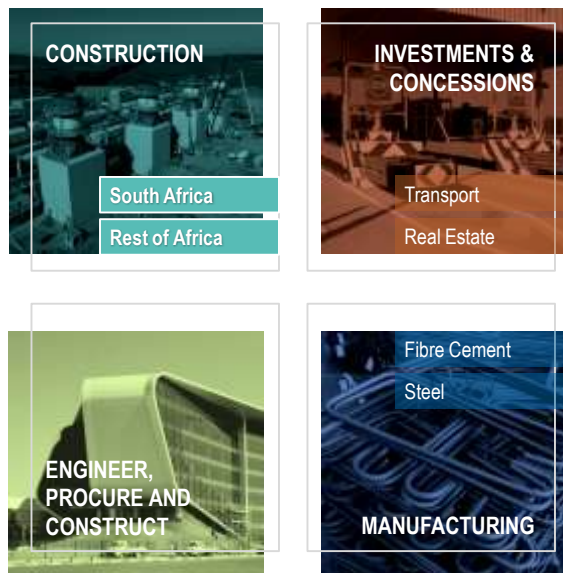 CONSTRUCTION
South Africa
Rest of Africa
INVESTMENTS &
CONCESSIONS
Transport
Real Estate
ENGINEER,
PROCURE AND
CONSTRUCT
Fibre Cement
Steel
MANUFACTURING